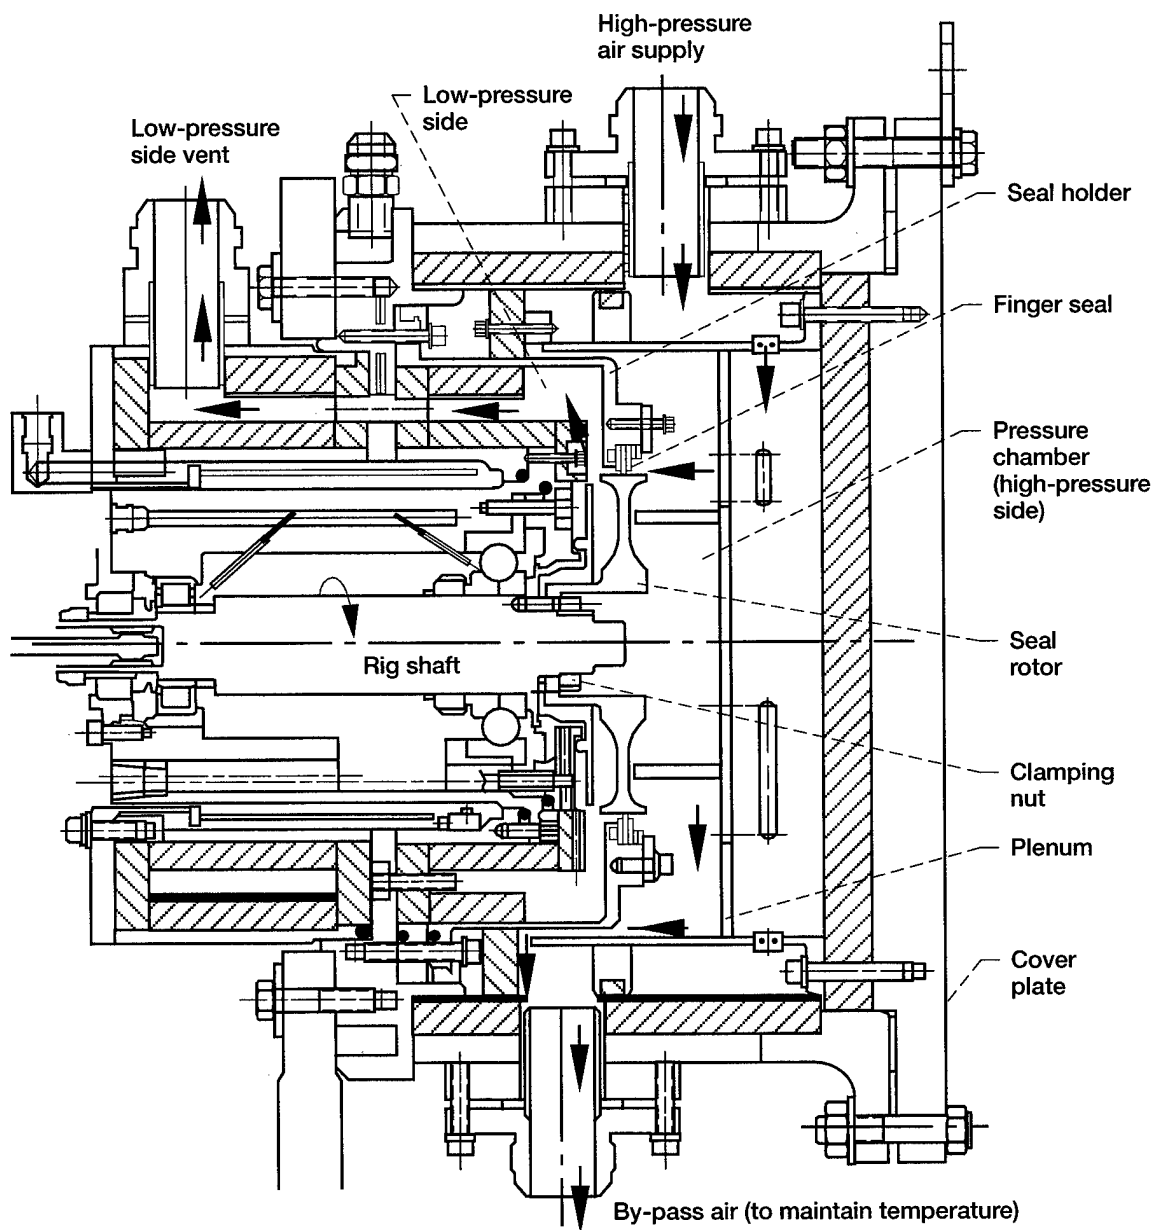 High-pressure
air supply
Low-pressure
side
Low-pressure
side vent
Seal holder
Finger seal
Pressure
chamber
(high-pressure
side)
Seal
rotor
Rig shaft
Clamping
nut
Plenum
Cover
plate
By-pass air (to maintain temperature)